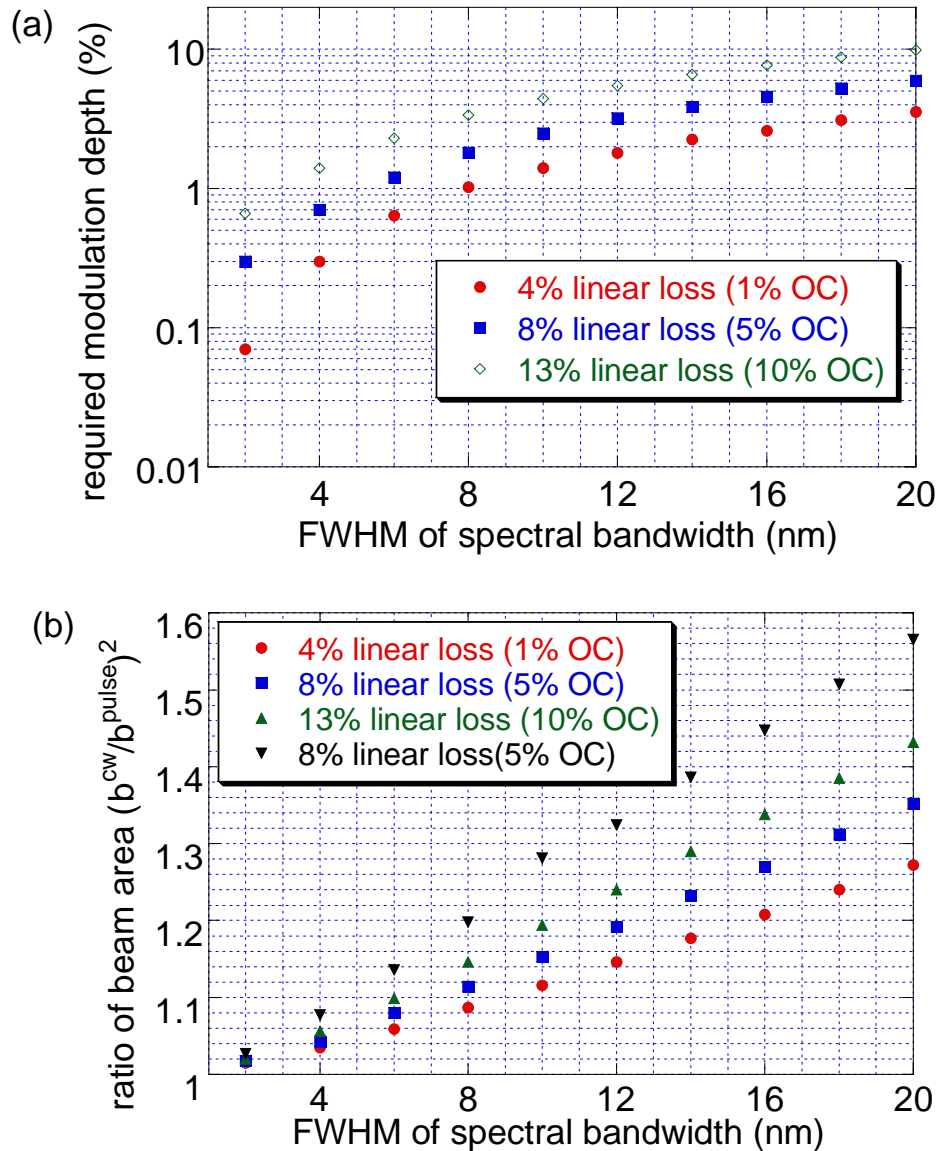 (a)
required modulation depth (%)
10
1
0.1
0.01
4% linear loss (1% OC)
8% linear loss (5% OC)
13% linear loss (10% OC)
4 8 12 16 20
FWHM of spectral bandwidth (nm)
(b)
ratio of beam area (b^cw/b^pulse)^2
1.6
1.5
1.4
1.3
1.2
1.1
1
4% linear loss (1% OC)
8% linear loss (5% OC)
13% linear loss (10% OC)
8% linear loss(5% OC)
4 8 12 16 20
FWHM of spectral bandwidth (nm)